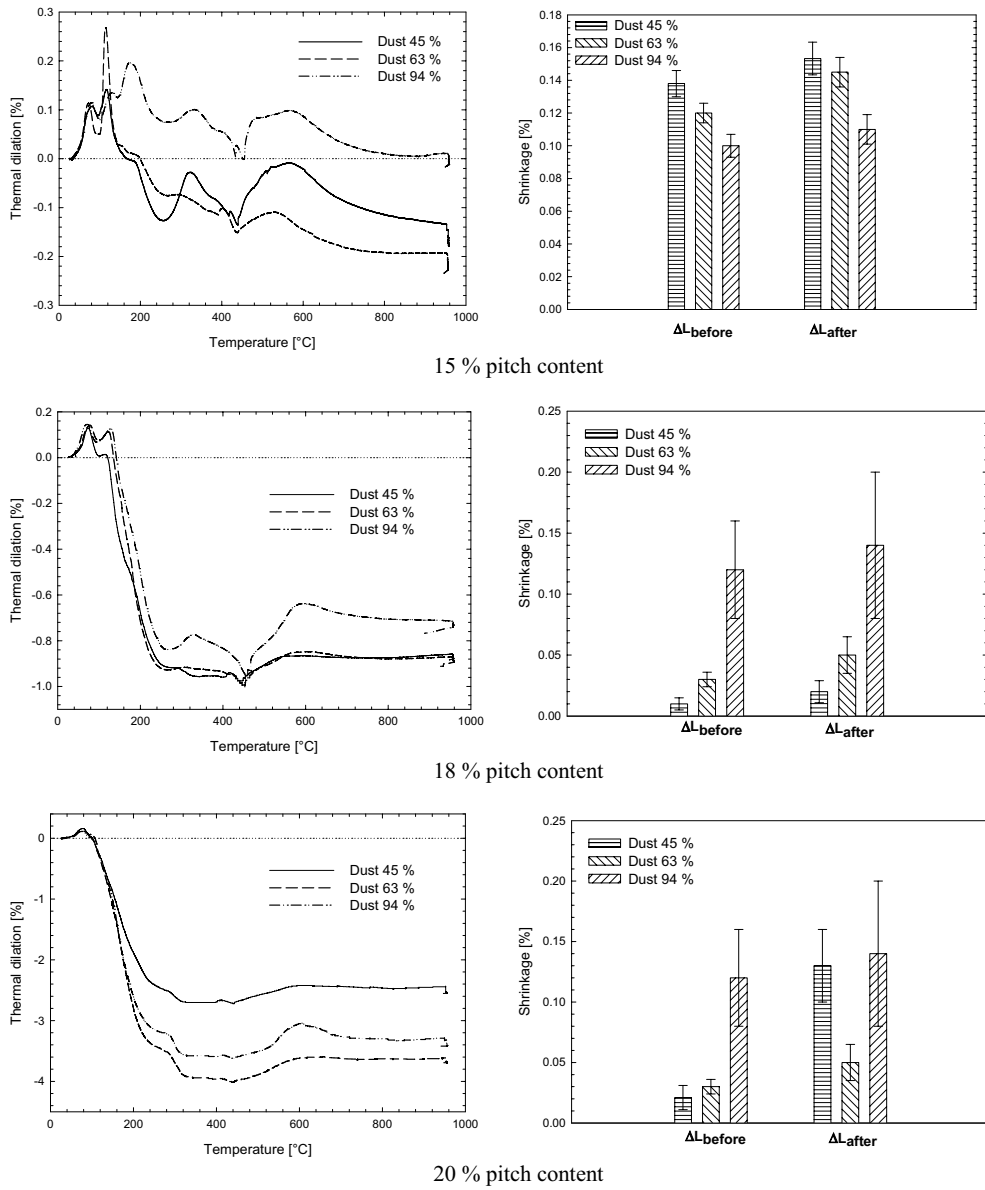 0.3
0.2
0.1
0.0
-0.1
-0.2
-0.3
Thermal dilation [%]
Dust 45 %
Dust 63 %
Dust 94 %
0 200 400 600 800 1000
Temperature [°C]
0.18
0.16
0.14
0.12
0.10
0.08
0.06
0.04
0.02
0.00
Shrinkage [%]
Dust 45 %
Dust 63 %
Dust 94 %
ΔLbefore ΔLafter
15 % pitch content
0.2
0.0
-0.2
-0.4
-0.6
-0.8
-1.0
Thermal dilation [%]
Dust 45 %
Dust 63 %
Dust 94 %
0 200 400 600 800 1000
Temperature [°C]
0.25
0.20
0.15
0.10
0.05
0.00
Shrinkage [%]
Dust 45 %
Dust 63 %
Dust 94 %
ΔLbefore ΔLafter
18 % pitch content
0
-1
-2
-3
-4
Thermal dilation [%]
Dust 45 %
Dust 63 %
Dust 94 %
0 200 400 600 800 1000
Temperature [°C]
0.25
0.20
0.15
0.10
0.05
0.00
Shrinkage [%]
Dust 45 %
Dust 63 %
Dust 94 %
ΔLbefore ΔLafter
20 % pitch content